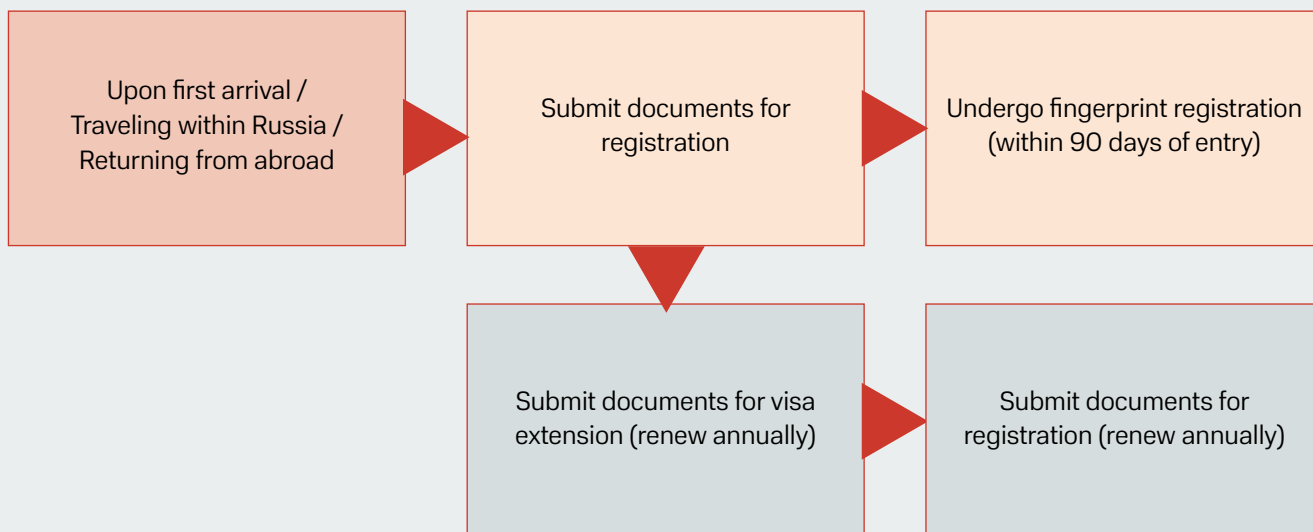 Upon first arrival /
Traveling within Russia /
Returning from abroad
Submit documents for
registration
Undergo fingerprint registration
(within 90 days of entry)
Submit documents for visa
extension (renew annually)
Submit documents for
registration (renew annually)